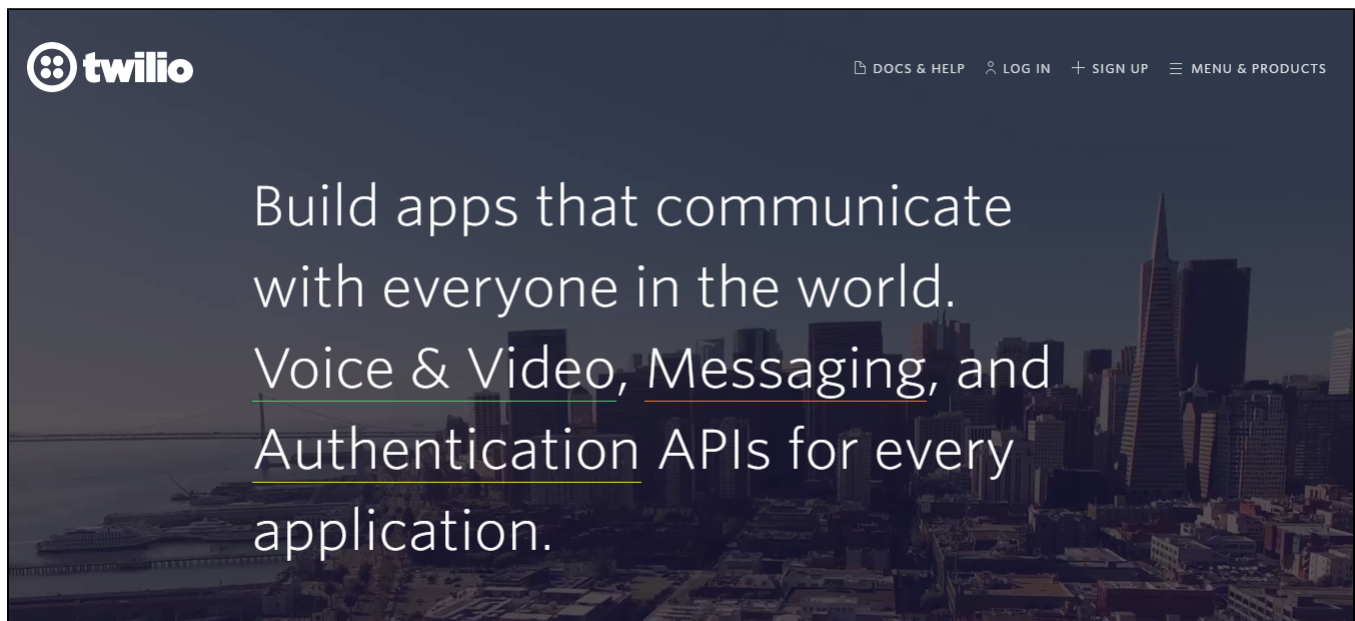 twilio
DOCS & HELP
LOG IN
SIGN UP
MENU & PRODUCTS
Build apps that communicate
with everyone in the world.
Voice & Video, Messaging, and
Authentication APIs for every
application.